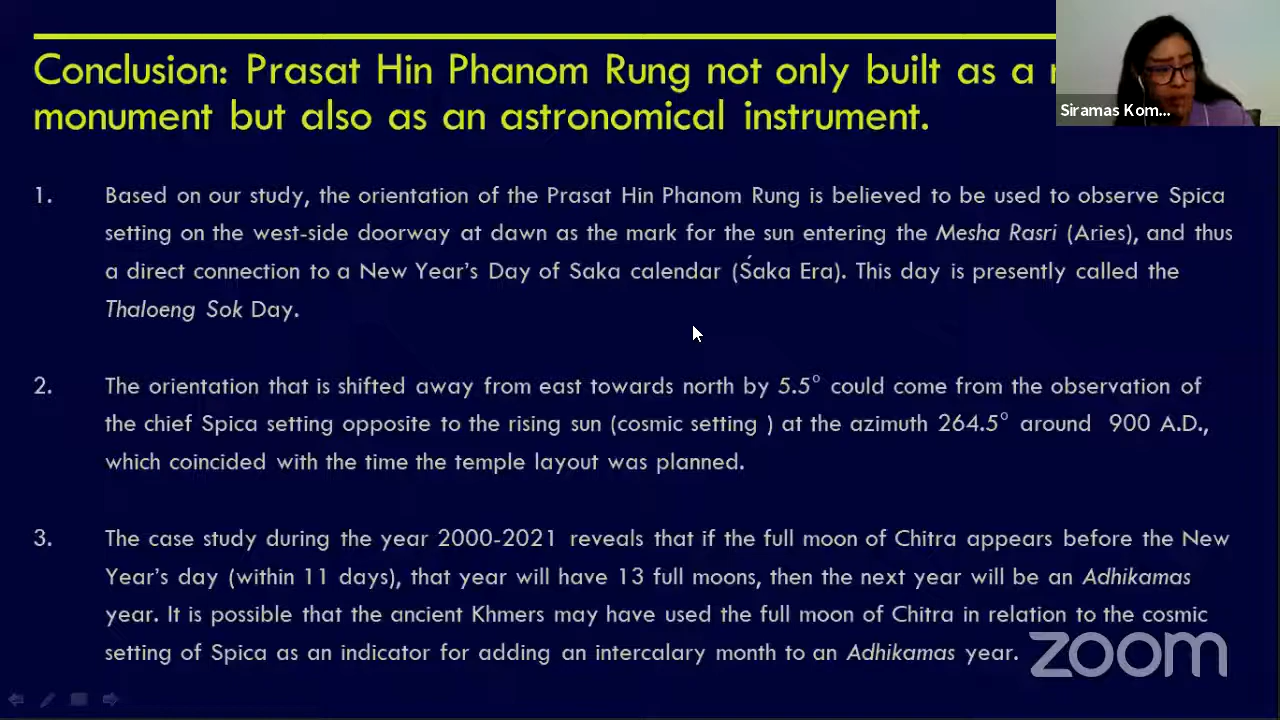 Conclusion: Prasat Hin Phanom Rung not only built as a
monument but also as an astronomical instrument.
Siramas Kom...
1. Based on our study, the orientation of the Prasat Hin Phanom Rung is believed to be used to observe Spica
setting on the west-side doorway at dawn as the mark for the sun entering the Mesha Rasri (Aries), and thus
a direct connection to a New Year's Day of Saka calendar (Śaka Era). This day is presently called the
Thaloeng Sok Day.
2. The orientation that is shifted away from east towards north by 5.5° could come from the observation of
the chief Spica setting opposite to the rising sun (cosmic setting ) at the azimuth 264.5° around 900 A.D.,
which coincided with the time the temple layout was planned.
3. The case study during the year 2000-2021 reveals that if the full moon of Chitra appears before the New
Year's day (within 11 days), that year will have 13 full moons, then the next year will be an Adhikamas
year. It is possible that the ancient Khmers may have used the full moon of Chitra in relation to the cosmic
setting of Spica as an indicator for adding an intercalary month to an Adhikamas year.
zoom